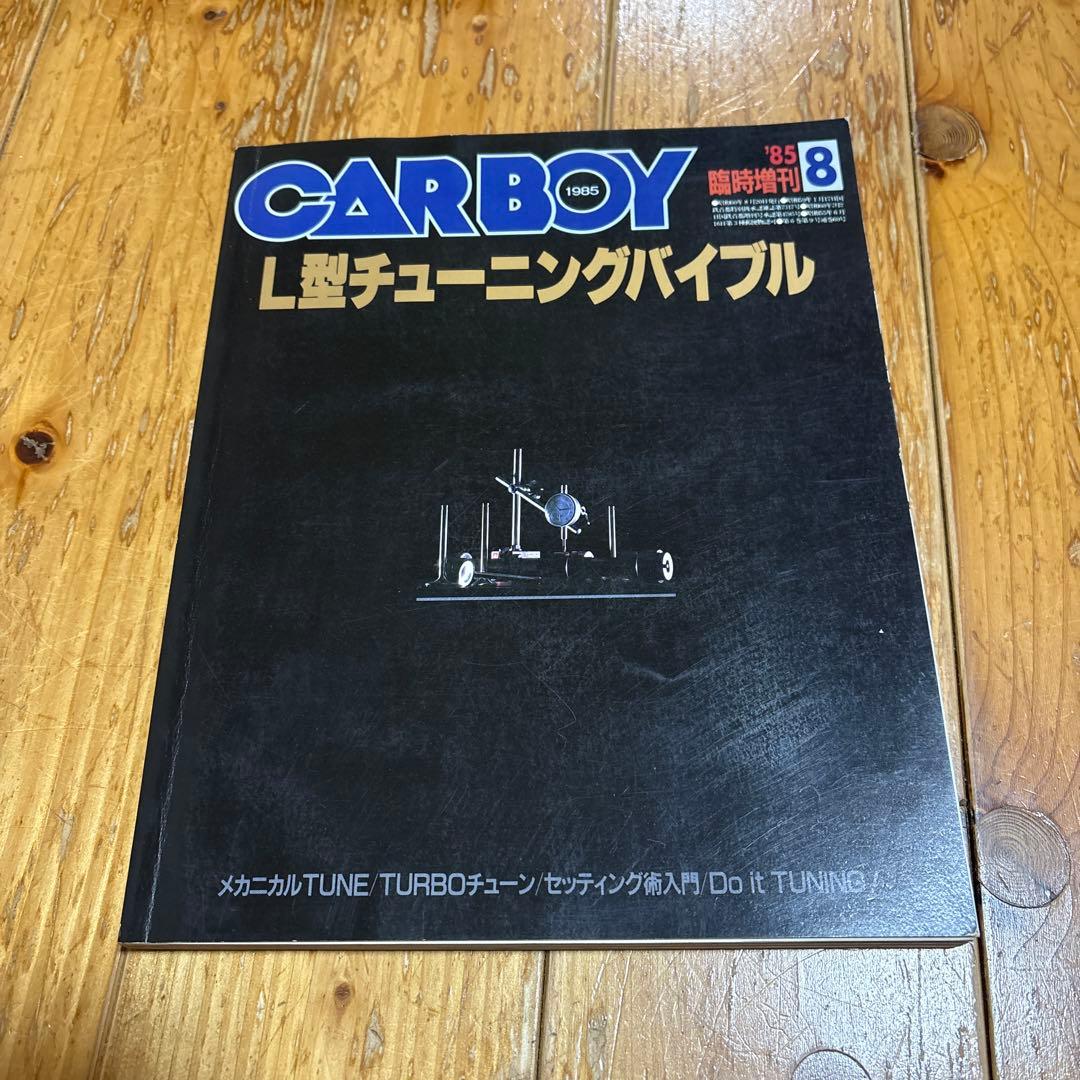 CARBOY
1985
'85
臨時増刊 8
L型チューニングバイブル
メカニカルTUNE/TURBOチューン/セッティング術入門/Do it TUNING!